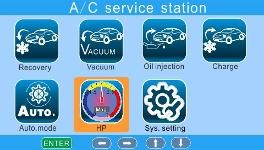 A/C service station
VACUUM
Recovery Vacuum Oil injection Charge
AUTO.
Auto.mode HP Sys. setting
ENTER